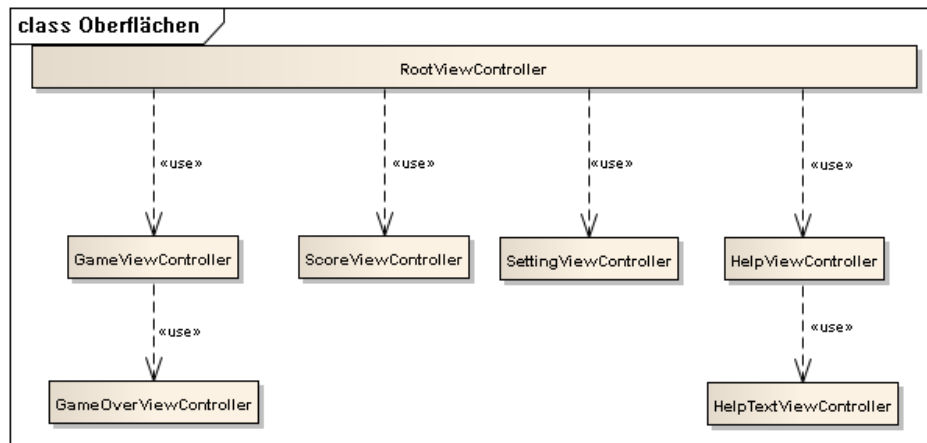 class Oberflächen
RootViewController
«use»
«use»
«use»
«use»
GameViewController
ScoreViewController
SettingViewController
HelpViewController
«use»
«use»
GameOverViewController
HelpTextViewController